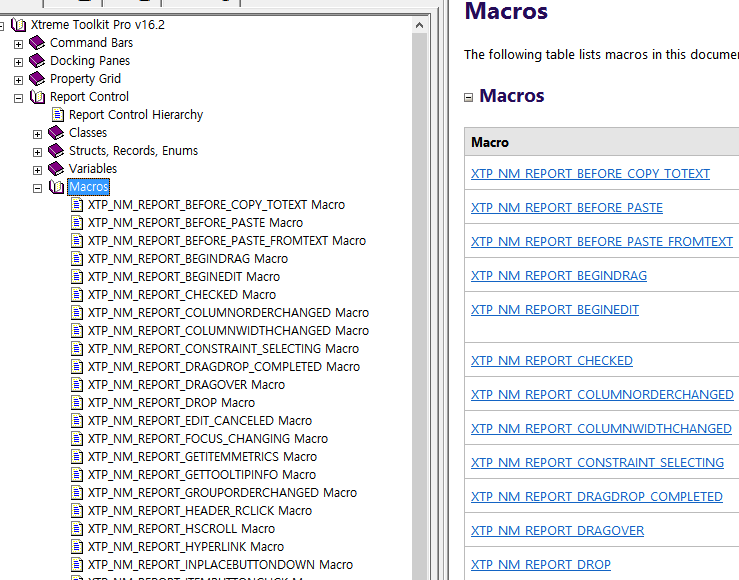 Xtreme Toolkit Pro v16.2
Command Bars
Docking Panes
Property Grid
Report Control
Report Control Hierarchy
Classes
Structs, Records, Enums
Variables
Macros
XTP_NM_REPORT_BEFORE_COPY_TOTEXT Macro
XTP_NM_REPORT_BEFORE_PASTE Macro
XTP_NM_REPORT_BEFORE_PASTE_FROMTEXT Macro
XTP_NM_REPORT_BEGINDRAG Macro
XTP_NM_REPORT_BEGINEDIT Macro
XTP_NM_REPORT_CHECKED Macro
XTP_NM_REPORT_COLUMNORDERCHANGED Macro
XTP_NM_REPORT_COLUMNWIDTHCHANGED Macro
XTP_NM_REPORT_CONSTRAINT_SELECTING Macro
XTP_NM_REPORT_DRAGDROP_COMPLETED Macro
XTP_NM_REPORT_DRAGOVER Macro
XTP_NM_REPORT_DROP Macro
XTP_NM_REPORT_EDIT_CANCELED Macro
XTP_NM_REPORT_FOCUS_CHANGING Macro
XTP_NM_REPORT_GETITEMMETRICS Macro
XTP_NM_REPORT_GETTOOLTIPINFO Macro
XTP_NM_REPORT_GROUPORDERCHANGED Macro
XTP_NM_REPORT_HEADER_RCLICK Macro
XTP_NM_REPORT_HSCROLL Macro
XTP_NM_REPORT_HYPERLINK Macro
XTP_NM_REPORT_INPLACEBUTTONDOWN Macro
Macros
The following table lists macros in this
Macros
Macro
XTP_NM_REPORT_BEFORE_COPY_TOTEXT
XTP_NM_REPORT_BEFORE_PASTE
XTP_NM_REPORT_BEFORE_PASTE_FROMTEXT
XTP_NM_REPORT_BEGINDRAG
XTP_NM_REPORT_BEGINEDIT
XTP_NM_REPORT_CHECKED
XTP_NM_REPORT_COLUMNORDERCHANGED
XTP_NM_REPORT_COLUMNWIDTHCHANGED
XTP_NM_REPORT_CONSTRAINT_SELECTING
XTP_NM_REPORT_DRAGDROP_COMPLETED
XTP_NM_REPORT_DRAGOVER
XTP_NM_REPORT_DROP